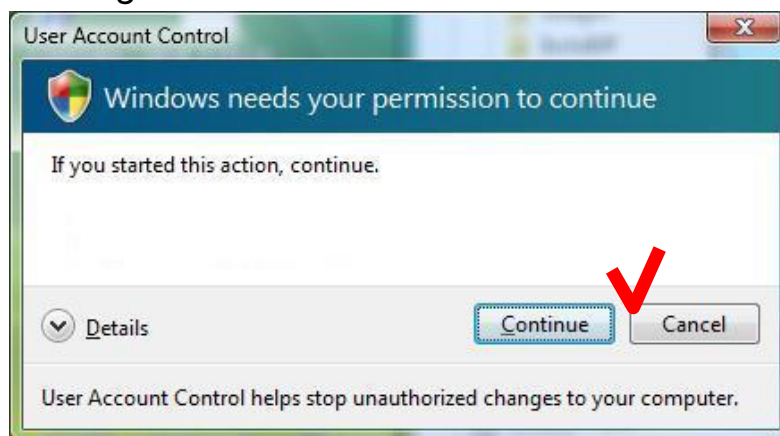 User Account Control
Windows needs your permission to continue
If you started this action, continue.
Details
Continue
Cancel
User Account Control helps stop unauthorized changes to your computer.